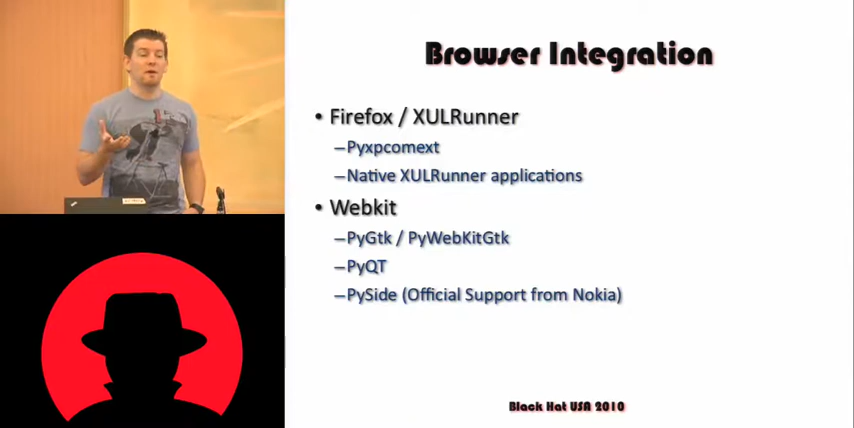 Browser Integration
• Firefox / XULRunner
–Pyxpcomext
–Native XULRunner applications
• Webkit
–PyGtk / PyWebKitGtk
–PyQT
–PySide (Official Support from Nokia)
Black Hat USA 2010